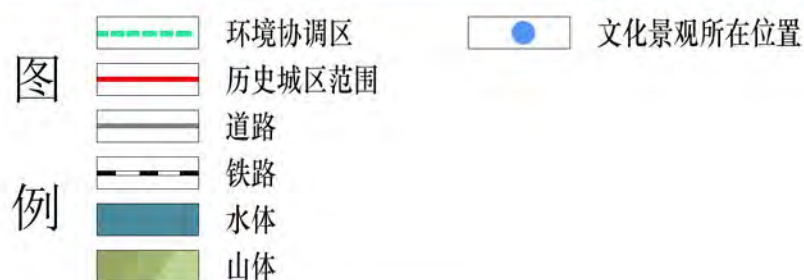 图例
环境协调区
历史城区范围
道路
铁路
水体
山体
文化景观所在位置